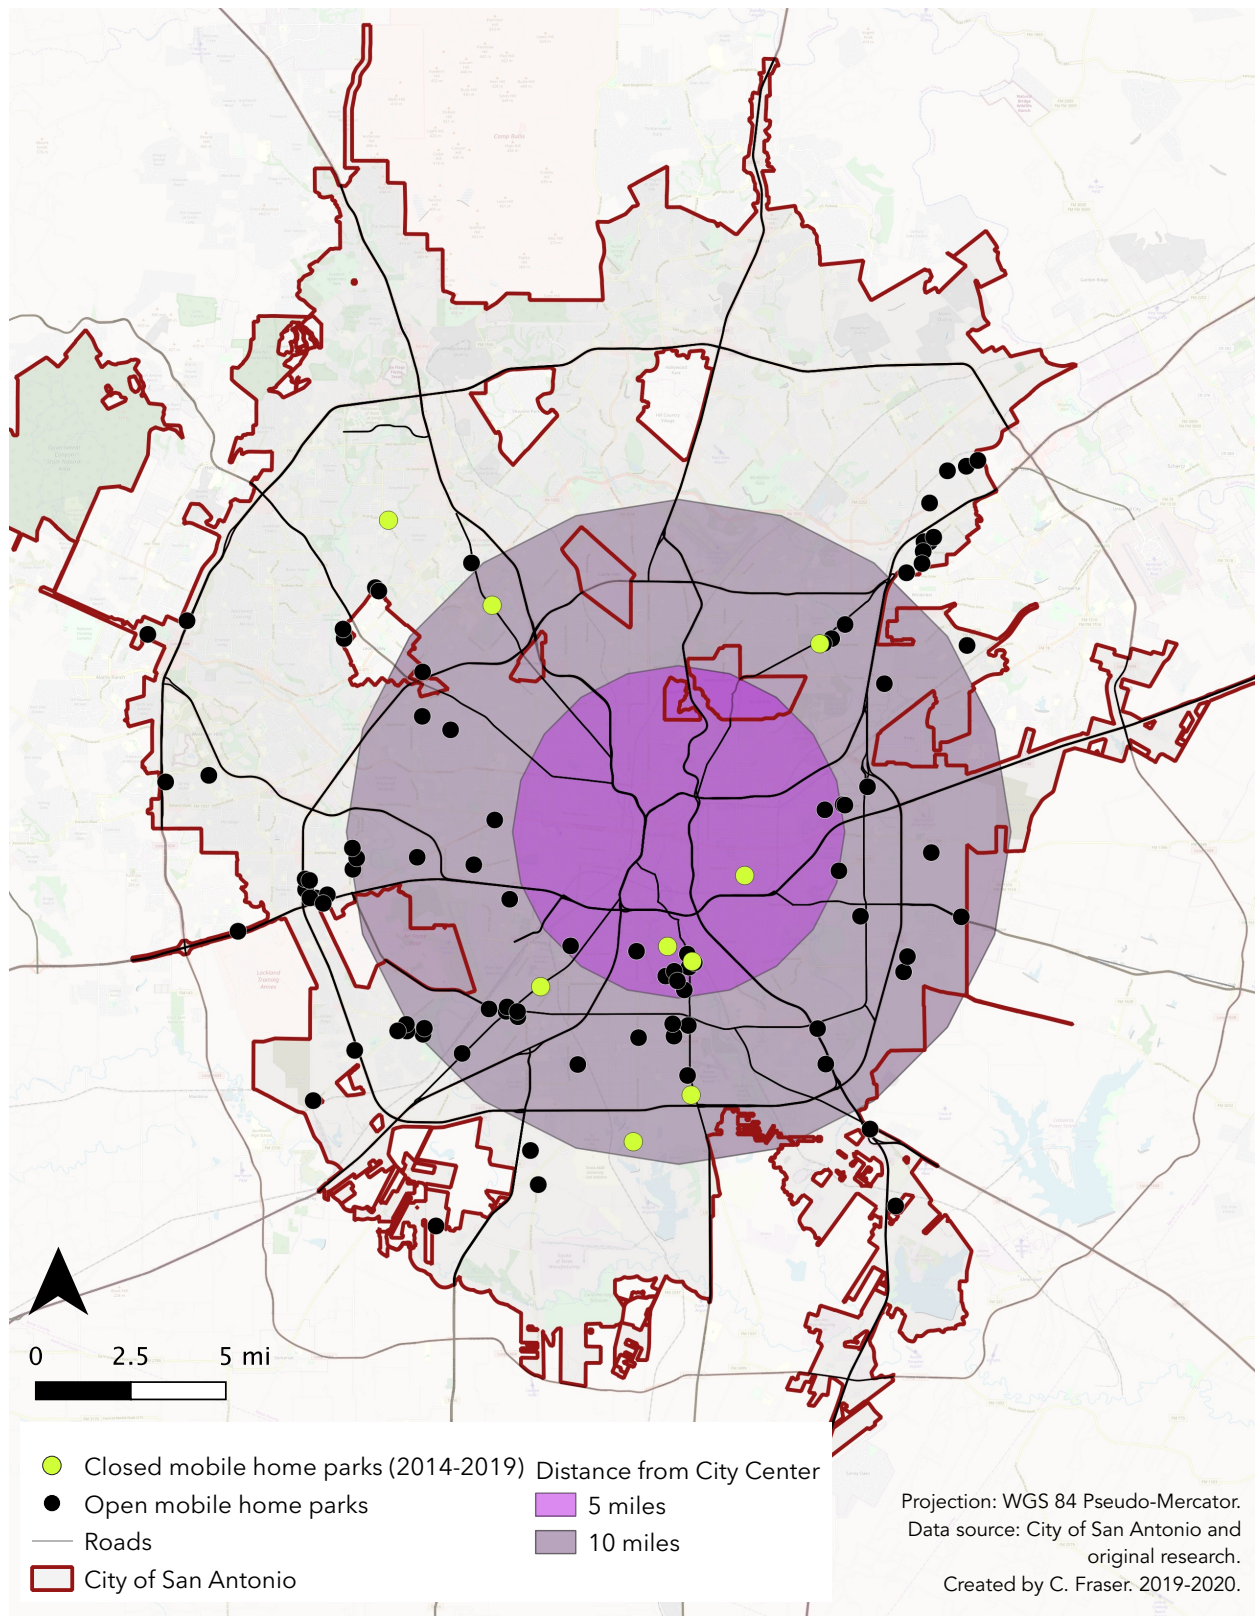 Camp Bullis
0 2.5 5 mi
Closed mobile home parks (2014-2019)
Open mobile home parks
Roads
City of San Antonio
Distance from City Center
5 miles
10 miles
Projection: WGS 84 Pseudo-Mercator.
Data source: City of San Antonio and
original research.
Created by C. Fraser. 2019-2020.